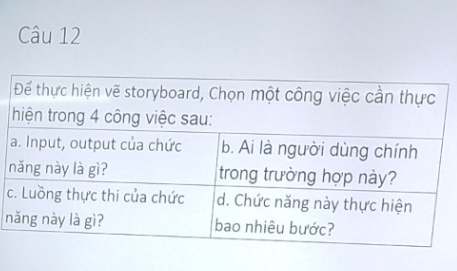 Câu 12
Để thực hiện vẽ storyboard, Chọn một công việc cần thực
hiện trong 4 công việc sau:
a. Input, output của chức
năng này là gì?
b. Ai là người dùng chính
trong trường hợp này?
c. Luồng thực thi của chức
năng này là gì?
d. Chức năng này thực hiện
bao nhiêu bước?